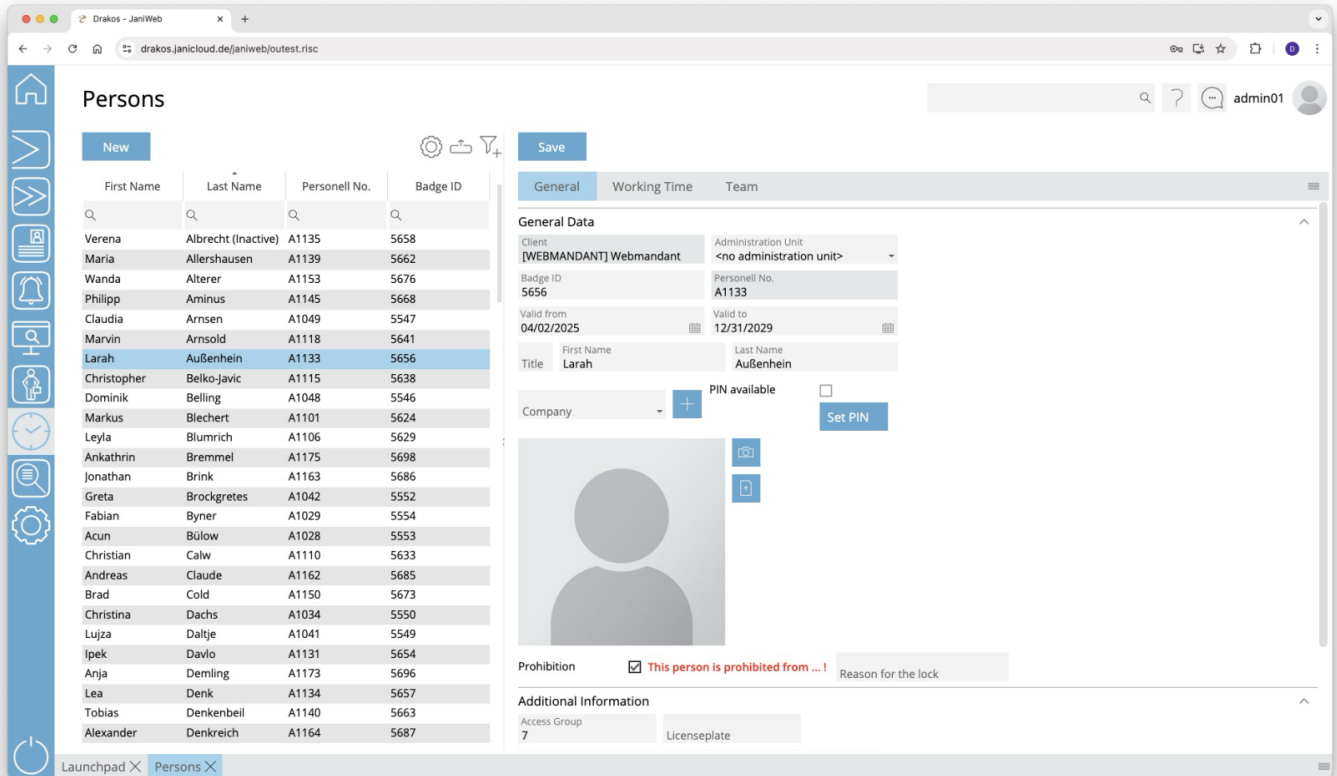 Drakos - JaniWeb
drakos.janicloud.de/janiweb/outest.risc
D
Persons
admin01
New
First Name Last Name Personell No. Badge ID
Verena Albrecht (Inactive) A1135 5658
Maria Allershausen A1139 5662
Wanda Alterer A1153 5676
Philipp Aminus A1145 5668
Claudia Arnsen A1049 5547
Marvin Arnsold A1118 5641
Larah Außenhein A1133 5656
Christopher Belko-Javic A1115 5638
Dominik Belling A1048 5546
Markus Blechert A1101 5624
Leyla Blumrich A1106 5629
Ankathrin Bremmel A1175 5698
Jonathan Brink A1163 5686
Greta Brockgretes A1042 5552
Fabian Byner A1029 5554
Acun Bülow A1028 5553
Christian Calw A1110 5633
Andreas Claude A1162 5685
Brad Cold A1150 5673
Christina Dachs A1034 5550
Lujza Daltje A1041 5549
Ipek Davlo A1131 5654
Anja Demling A1173 5696
Lea Denk A1134 5657
Tobias Denkenbeil A1140 5663
Alexander Denkreich A1164 5687
Save
General Working Time Team
General Data
Client Administration Unit
[WEBMANDANT] Webmandant <no administration unit>
Badge ID Personell No.
5656 A1133
Valid from Valid to
04/02/2025 12/31/2029
First Name Last Name
Title Larah Außenhein
PIN available
Company
Set PIN
Prohibition This person is prohibited from ... ! Reason for the lock
Additional Information
Access Group
7 Licenseplate
Launchpad Persons